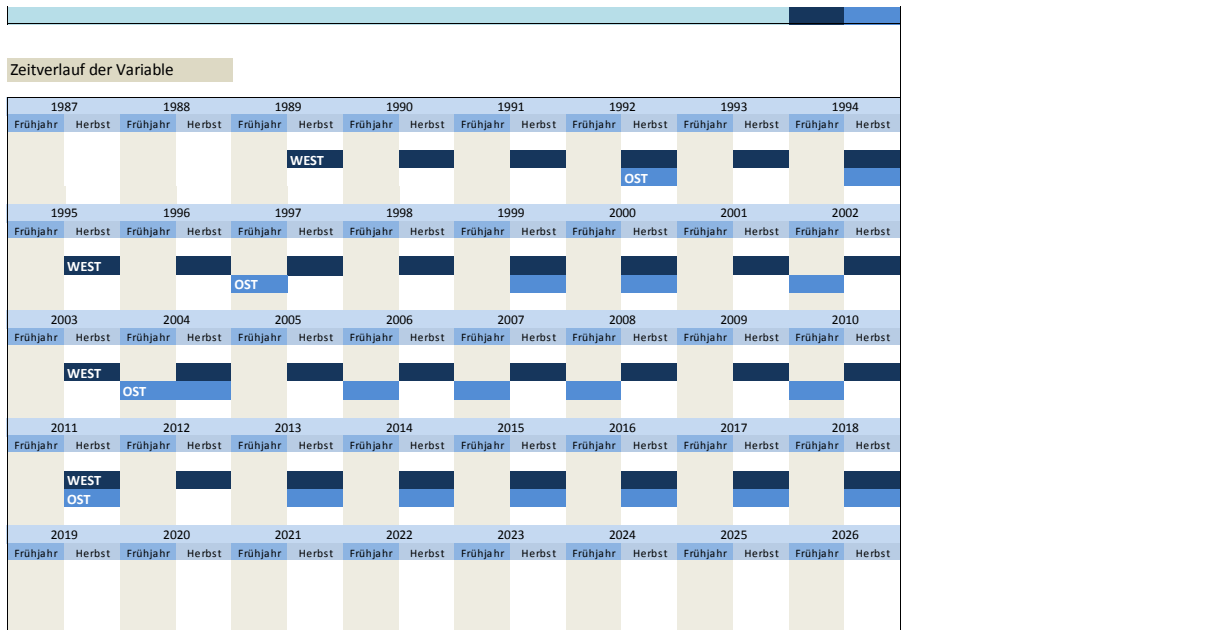 Zeitverlauf der Variable
1987 1988 1989 1990 1991 1992 1993 1994
Frühjahr Herbst Frühjahr Herbst Frühjahr Herbst Frühjahr Herbst Frühjahr Herbst Frühjahr Herbst Frühjahr Herbst Frühjahr Herbst
WEST
OST
1995 1996 1997 1998 1999 2000 2001 2002
Frühjahr Herbst Frühjahr Herbst Frühjahr Herbst Frühjahr Herbst Frühjahr Herbst Frühjahr Herbst Frühjahr Herbst Frühjahr Herbst
WEST
OST
2003 2004 2005 2006 2007 2008 2009 2010
Frühjahr Herbst Frühjahr Herbst Frühjahr Herbst Frühjahr Herbst Frühjahr Herbst Frühjahr Herbst Frühjahr Herbst Frühjahr Herbst
WEST
OST
2011 2012 2013 2014 2015 2016 2017 2018
Frühjahr Herbst Frühjahr Herbst Frühjahr Herbst Frühjahr Herbst Frühjahr Herbst Frühjahr Herbst Frühjahr Herbst Frühjahr Herbst
WEST
OST
2019 2020 2021 2022 2023 2024 2025 2026
Frühjahr Herbst Frühjahr Herbst Frühjahr Herbst Frühjahr Herbst Frühjahr Herbst Frühjahr Herbst Frühjahr Herbst Frühjahr Herbst